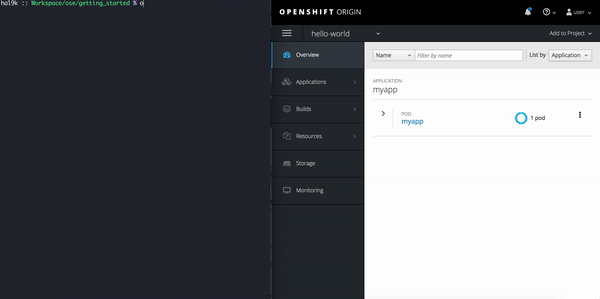 hal9k :: Workspace/ose/getting_started % o
OPENSHIFT ORIGIN
user
hello-world
Add to Project
Overview
Applications
Builds
Resources
Storage
Monitoring
Name
Filter by name
List by
Application
APPLICATION
myapp
POD
myapp
1 pod